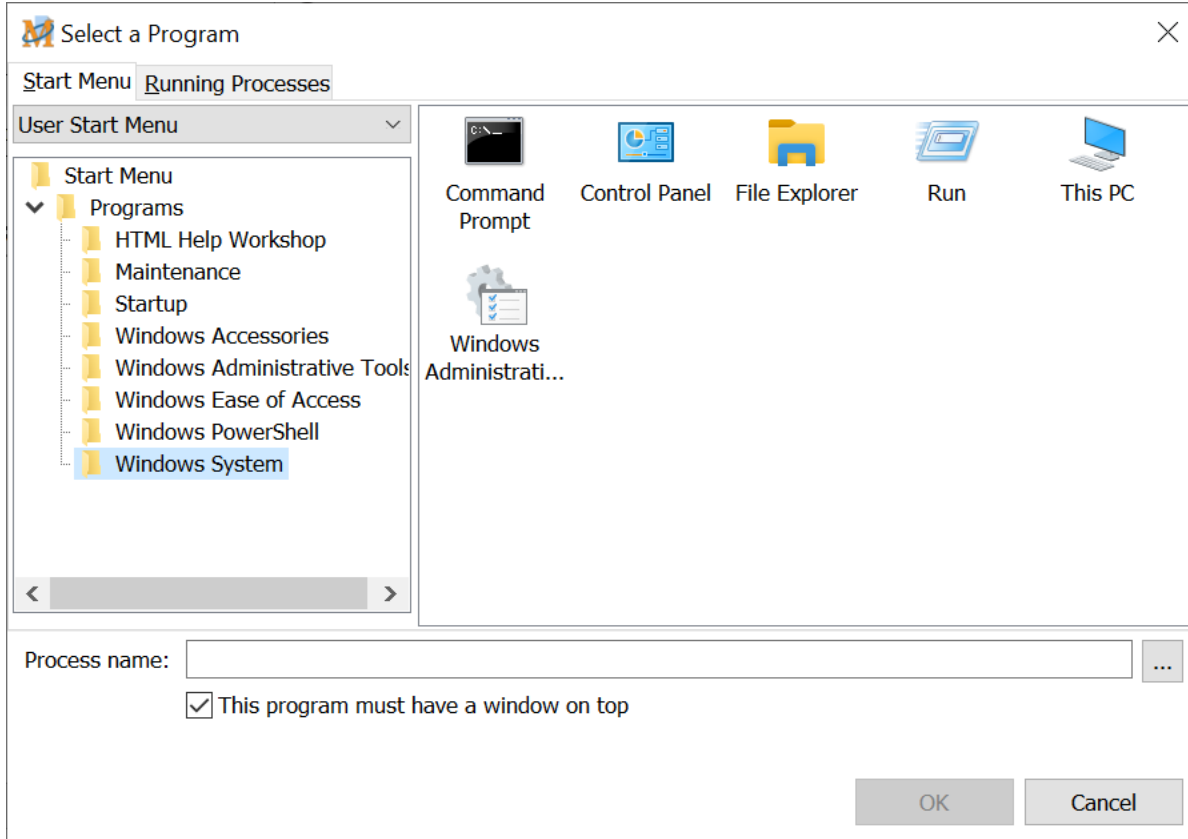 Select a Program
Start Menu
Running Processes
User Start Menu
Start Menu
Programs
HTML Help Workshop
Maintenance
Startup
Windows Accessories
Windows Administrative Tools
Windows Ease of Access
Windows PowerShell
Windows System
C:\_
Command
Prompt
Control Panel
File Explorer
Run
This PC
Windows
Administrati...
Process name:
...
This program must have a window on top
OK
Cancel